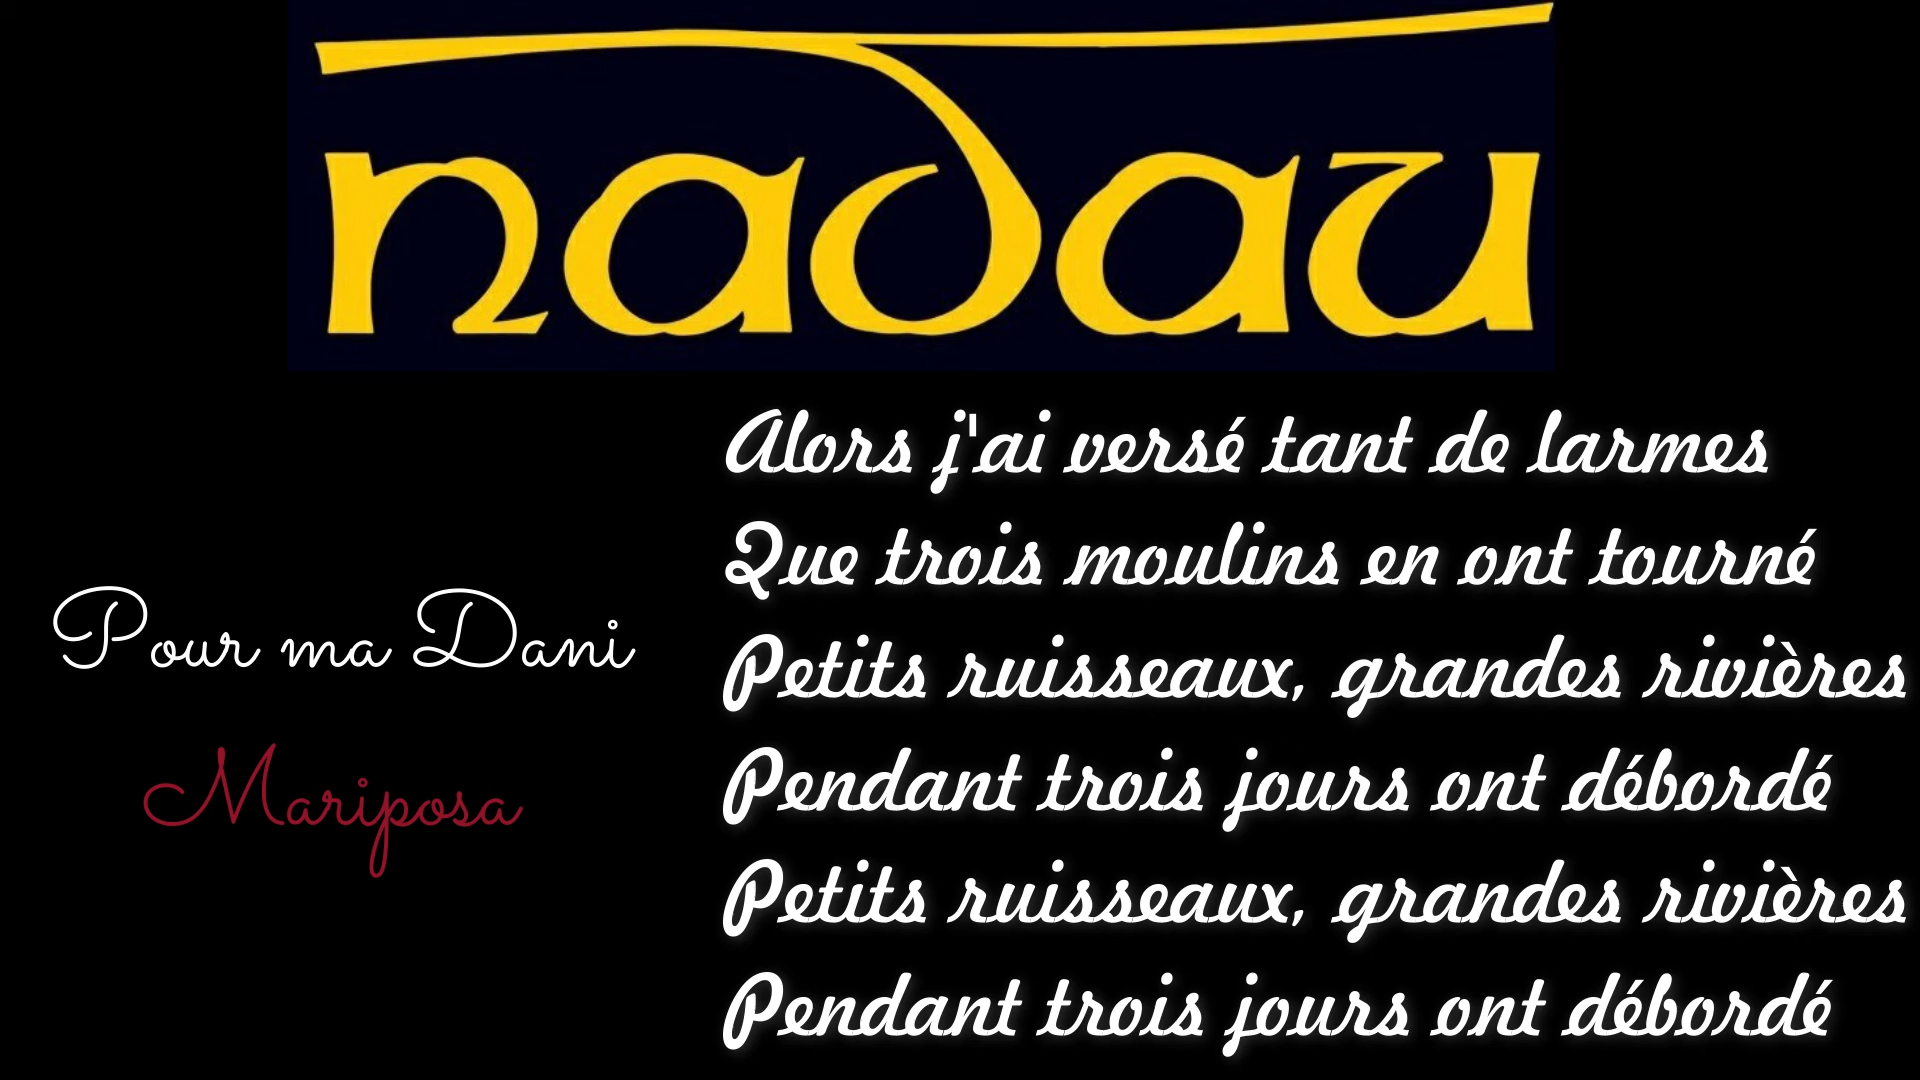 nadau
Pour ma Dani
Mariposa
Alors j'ai versé tant de larmes
Que trois moulins en ont tourné
Petits ruisseaux, grandes rivières
Pendant trois jours ont débordé
Petits ruisseaux, grandes rivières
Pendant trois jours ont débordé